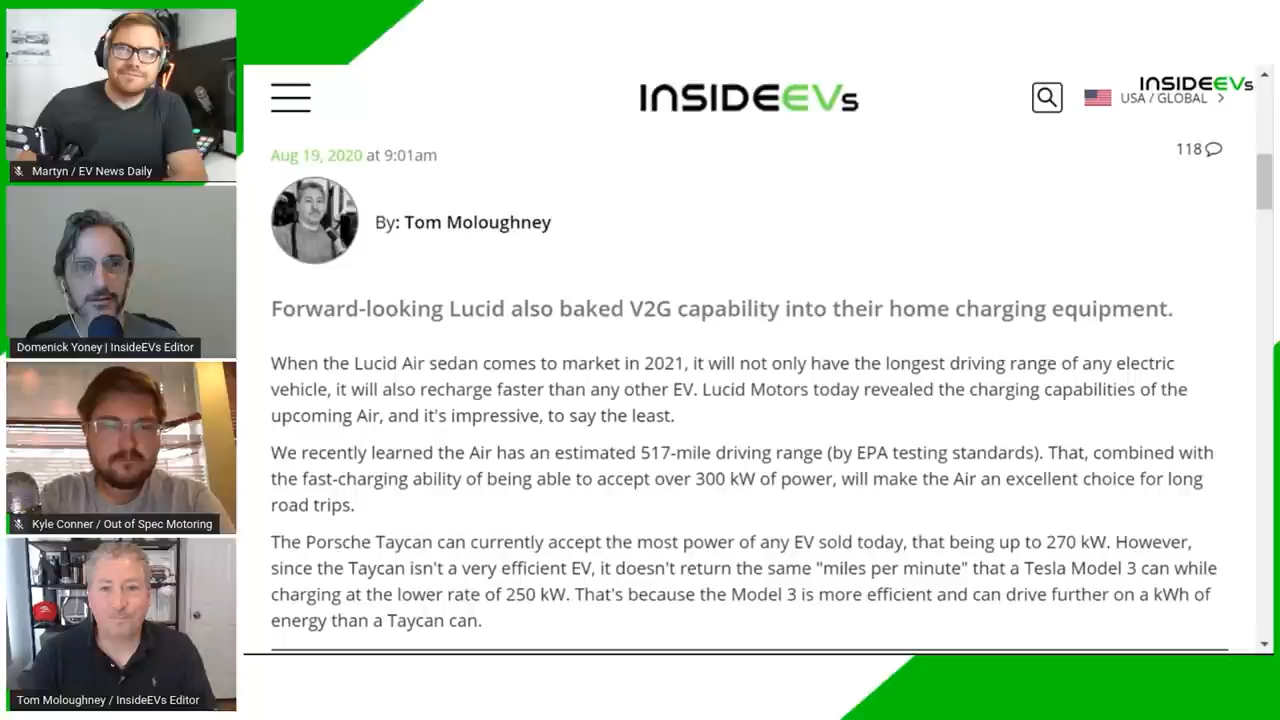 Martyn / EV News Daily
Domenick Yoney | InsideEVs Editor
Kyle Conner / Out of Spec Motoring
Tom Moloughney / InsideEVs Editor
INSIDEEVs
INSIDEEVs
USA / GLOBAL
Aug 19, 2020 at 9:01am
118
By: Tom Moloughney
Forward-looking Lucid also baked V2G capability into their home charging equipment.
When the Lucid Air sedan comes to market in 2021, it will not only have the longest driving range of any electric
vehicle, it will also recharge faster than any other EV. Lucid Motors today revealed the charging capabilities of the
upcoming Air, and it's impressive, to say the least.
We recently learned the Air has an estimated 517-mile driving range (by EPA testing standards). That, combined with
the fast-charging ability of being able to accept over 300 kW of power, will make the Air an excellent choice for long
road trips.
The Porsche Taycan can currently accept the most power of any EV sold today, that being up to 270 kW. However,
since the Taycan isn't a very efficient EV, it doesn't return the same "miles per minute" that a Tesla Model 3 can while
charging at the lower rate of 250 kW. That's because the Model 3 is more efficient and can drive further on a kWh of
energy than a Taycan can.